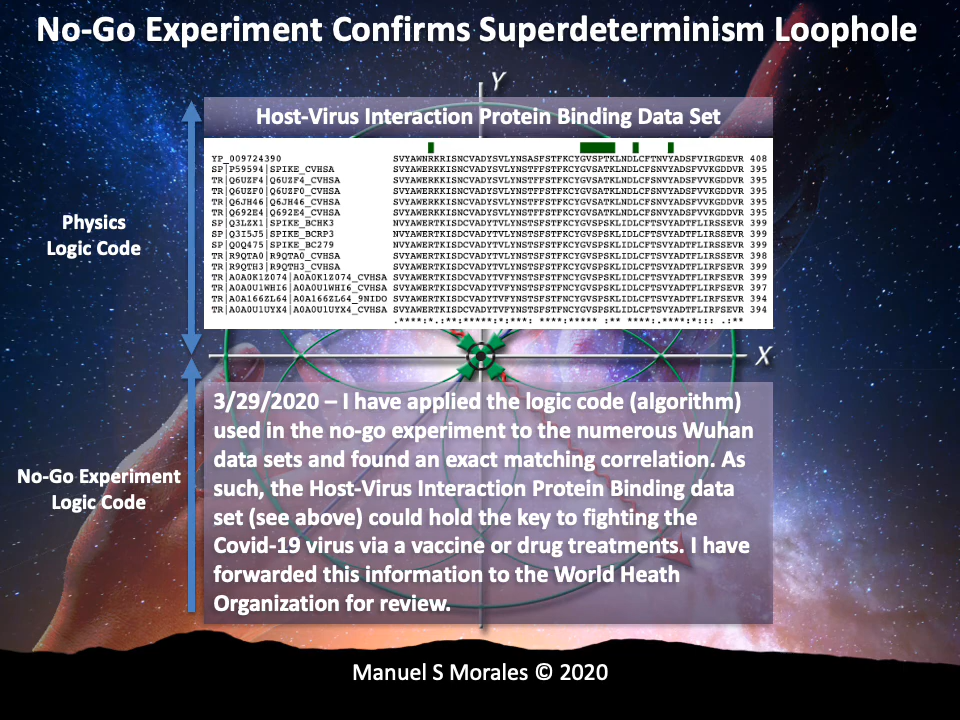 No-Go Experiment Confirms Superdeterminism Loophole
Y
Host-Virus Interaction Protein Binding Data Set
YP_009724390 SVYAWNRKRISNCVADYSVLYNSASFSTFKCYGVSPTKLNDLCFTNVYADSFVIRGDEVR 408
SP|P59594|SPIKE_CVHSA SVYAWERKKISNCVADYSVLYNSTFFSTFKCYGVSATKLNDLCFSNVYADSFVVKGDDVR 395
TR|Q6UZF4|Q6UZF4_CVHSA SVYAWERKKISNCVADYSVLYNSTFFSTFKCYGVSATKLNDLCFSNVYADSFVVKGDDVR 395
TR|Q6UZF0|Q6UZF0_CVHSA SVYAWERKKISNCVADYSVLYNSTFFSTFKCYGVSATKLNDLCFSNVYADSFVVKGDDVR 395
TR|Q6JH46|Q6JH46_CVHSA SVYAWERKKISNCVADYSVLYNSTFFSTFKCYGVSATKLNDLCFSNVYADSFVVKGDDVR 395
TR|Q692E4|Q692E4_CVHSA SVYAWERKKISNCVADYSVLYNSTSFSTFKCYGVSATKLNDLCFSNVYADSFVVKGDDVR 395
SP|Q3LZX1|SPIKE_BCHK3 NVYAWERTKISDCVADYTVLYNSTSFSTFKCYGVSPSKLIDLCFTSVYADTFLIRSSEVR 399
SP|Q3I5J5|SPIKE_BCRP3 NVYAWERTKISDCVADYTVLYNSTSFSTFKCYGVSPSKLIDLCFTSVYADTFLIRSSEVR 399
SP|Q0Q475|SPIKE_BC279 NVYAWERTKISDCVADYTVLYNSTSFSTFKCYGVSPSKLIDLCFTSVYADTFLIRSSEVR 399
TR|R9QTA0|R9QTA0_CVHSA SVYAWERTKISDCVADYTVLYNSTSFSTFKCYGVSPSKLIDLCFTSVYADTFLIRSSEVR 398
TR|R9QTH3|R9QTH3_CVHSA SVYAWERTKISDCVADYTVLYNSTSFSTFKCYGVSPSKLIDLCFTSVYADTFLIRSSEVR 399
TR|A0A0K1Z074|A0A0K1Z074_CVHSA SVYAWERTKISDCVADYTVLYNSTSFSTFKCYGVSPSKLIDLCFTSVYADTFLIRFSEVR 399
TR|A0A0U1WHI6|A0A0U1WHI6_CVHSA SVYAWERTKISDCVADYTVFYNSTSFSTFNCYGVSPSKLIDLCFTSVYADTFLIRFSEVR 397
TR|A0A166ZL64|A0A166ZL64_9NIDO SVYAWERTKISDCVADYTVFYNSTSFSTFNCYGVSPSKLIDLCFTSVYADTFLIRFSEVR 394
TR|A0A0U1UYX4|A0A0U1UYX4_CVHSA SVYAWERTKISDCVADYTVFYNSTSFSTFNCYGVSPSKLIDLCFTSVYADTFLIRFSEVR 394
.****:*.:**:*****:*:***: ****:***** :** ****:.****:*::: .:**
Physics
Logic Code
X
3/29/2020 – I have applied the logic code (algorithm)
used in the no-go experiment to the numerous Wuhan
data sets and found an exact matching correlation. As
such, the Host-Virus Interaction Protein Binding data
set (see above) could hold the key to fighting the
Covid-19 virus via a vaccine or drug treatments. I have
forwarded this information to the World Heath
Organization for review.
No-Go Experiment
Logic Code
Manuel S Morales © 2020